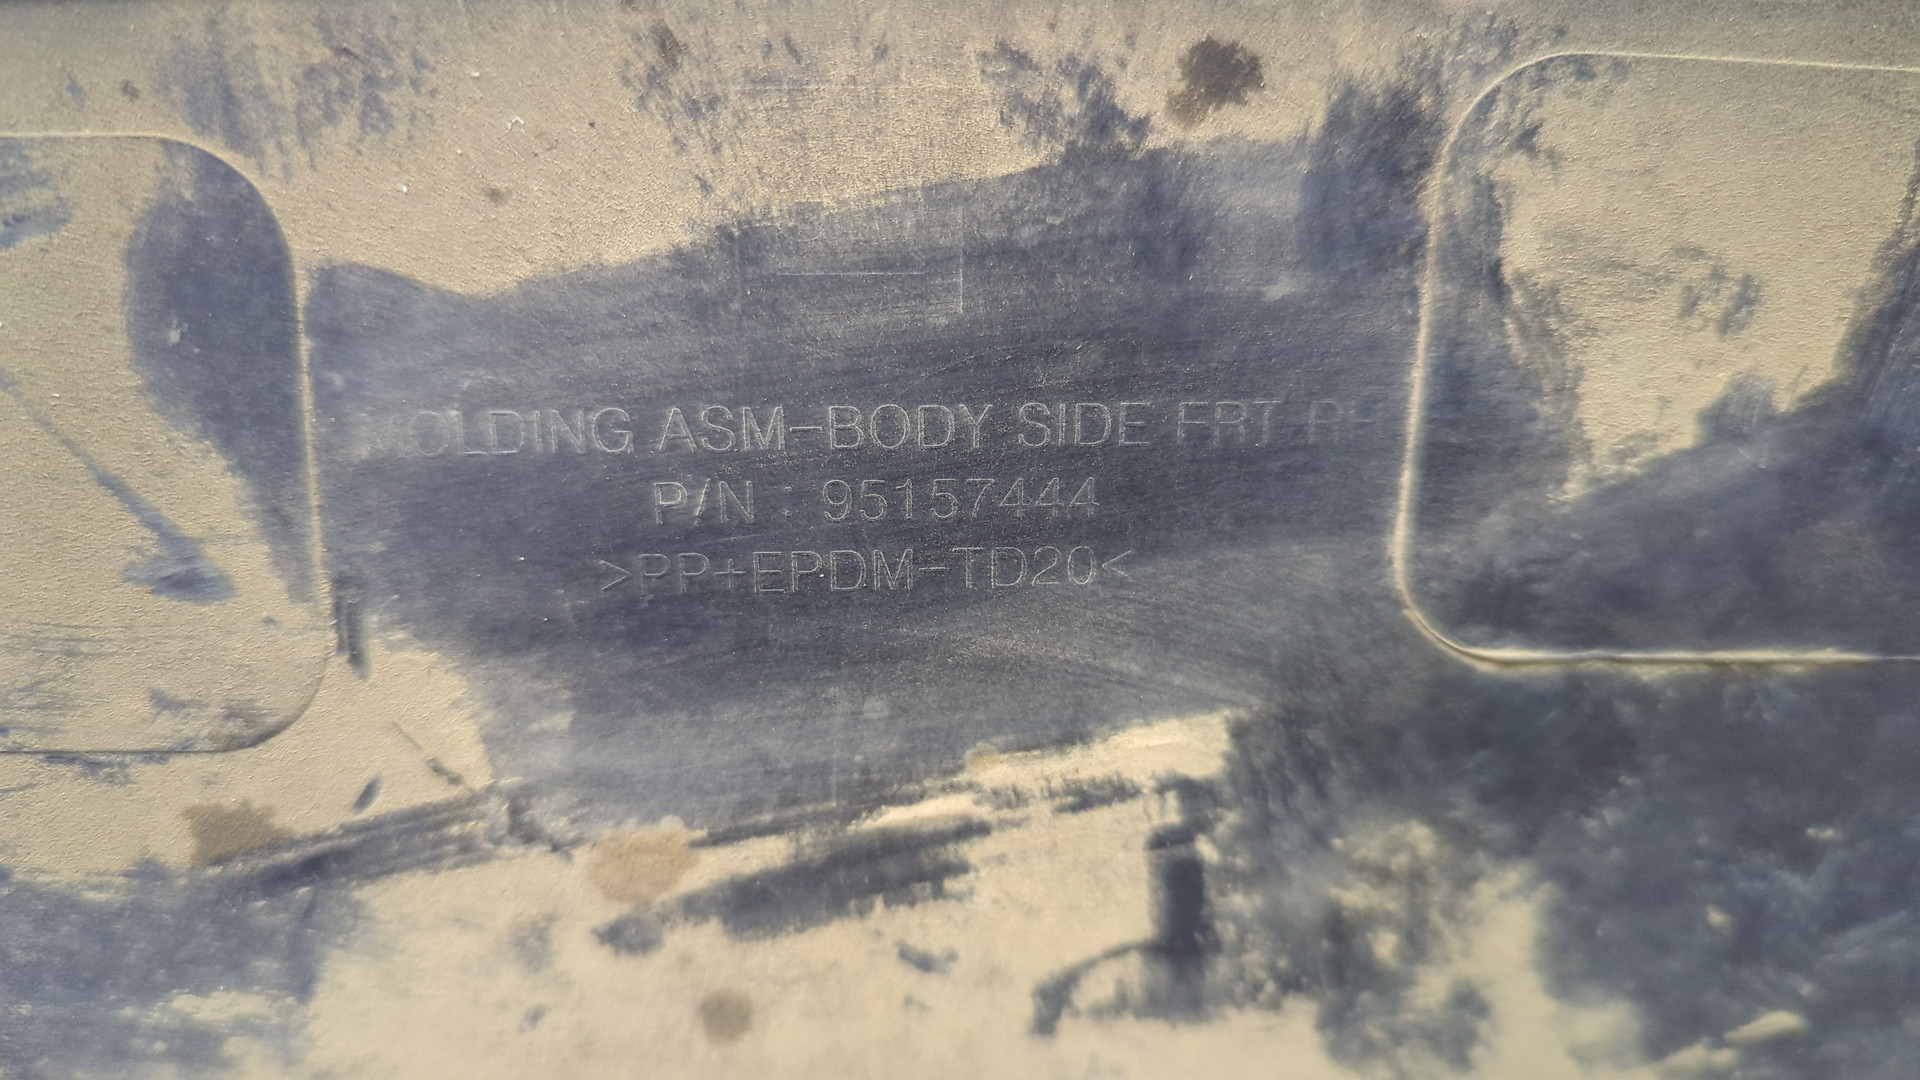 MOLDING ASM-BODY SIDE FRT RH
P/N : 95157444
>PP+EPDM-TD20<